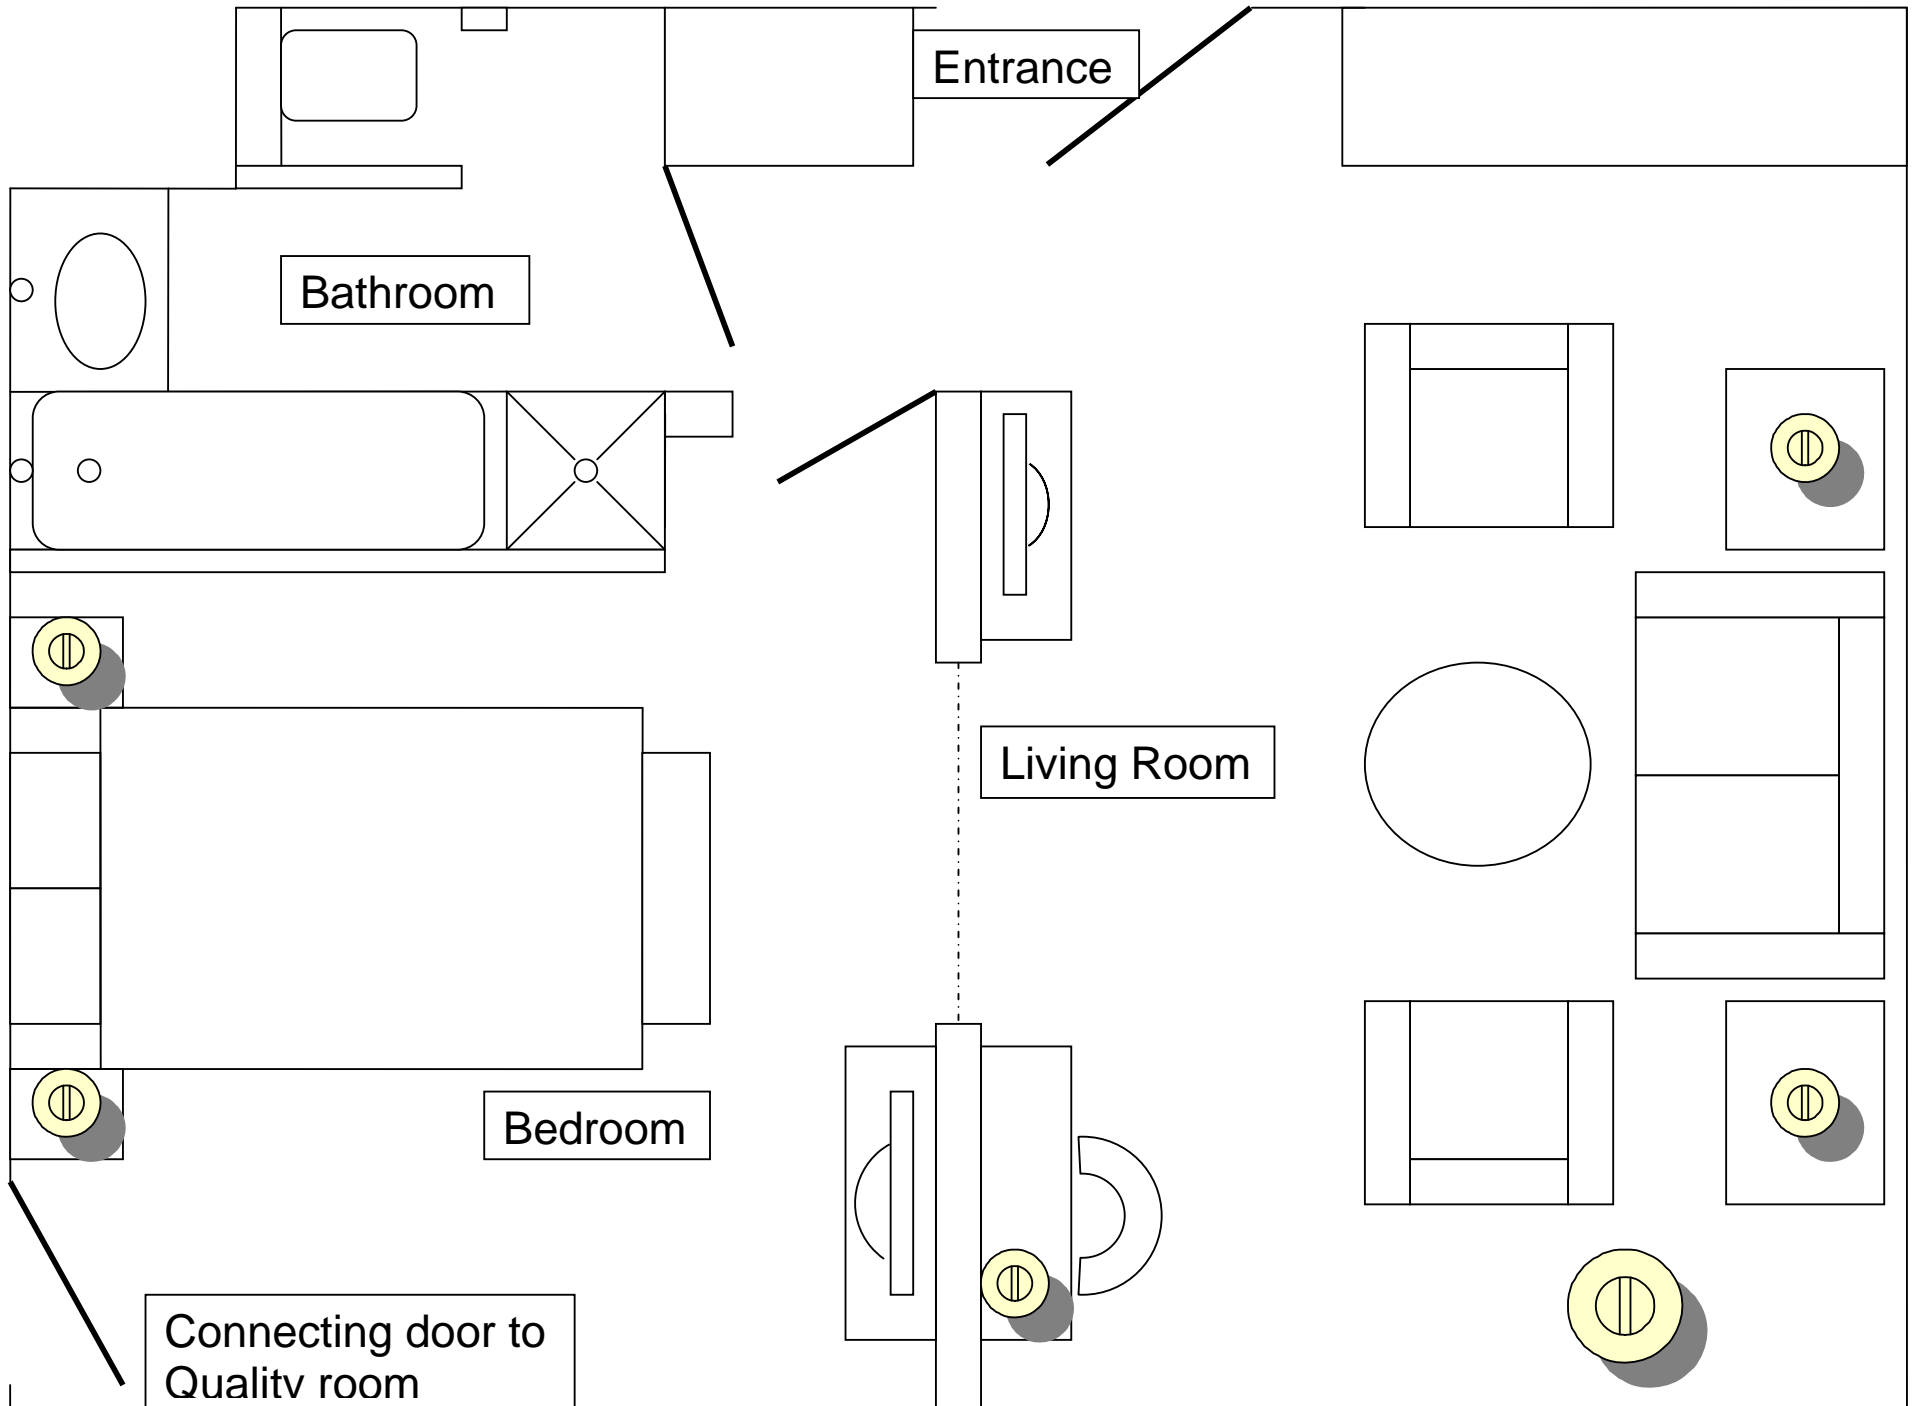 Entrance
Bathroom
Living Room
Bedroom
Connecting door to
Quality room